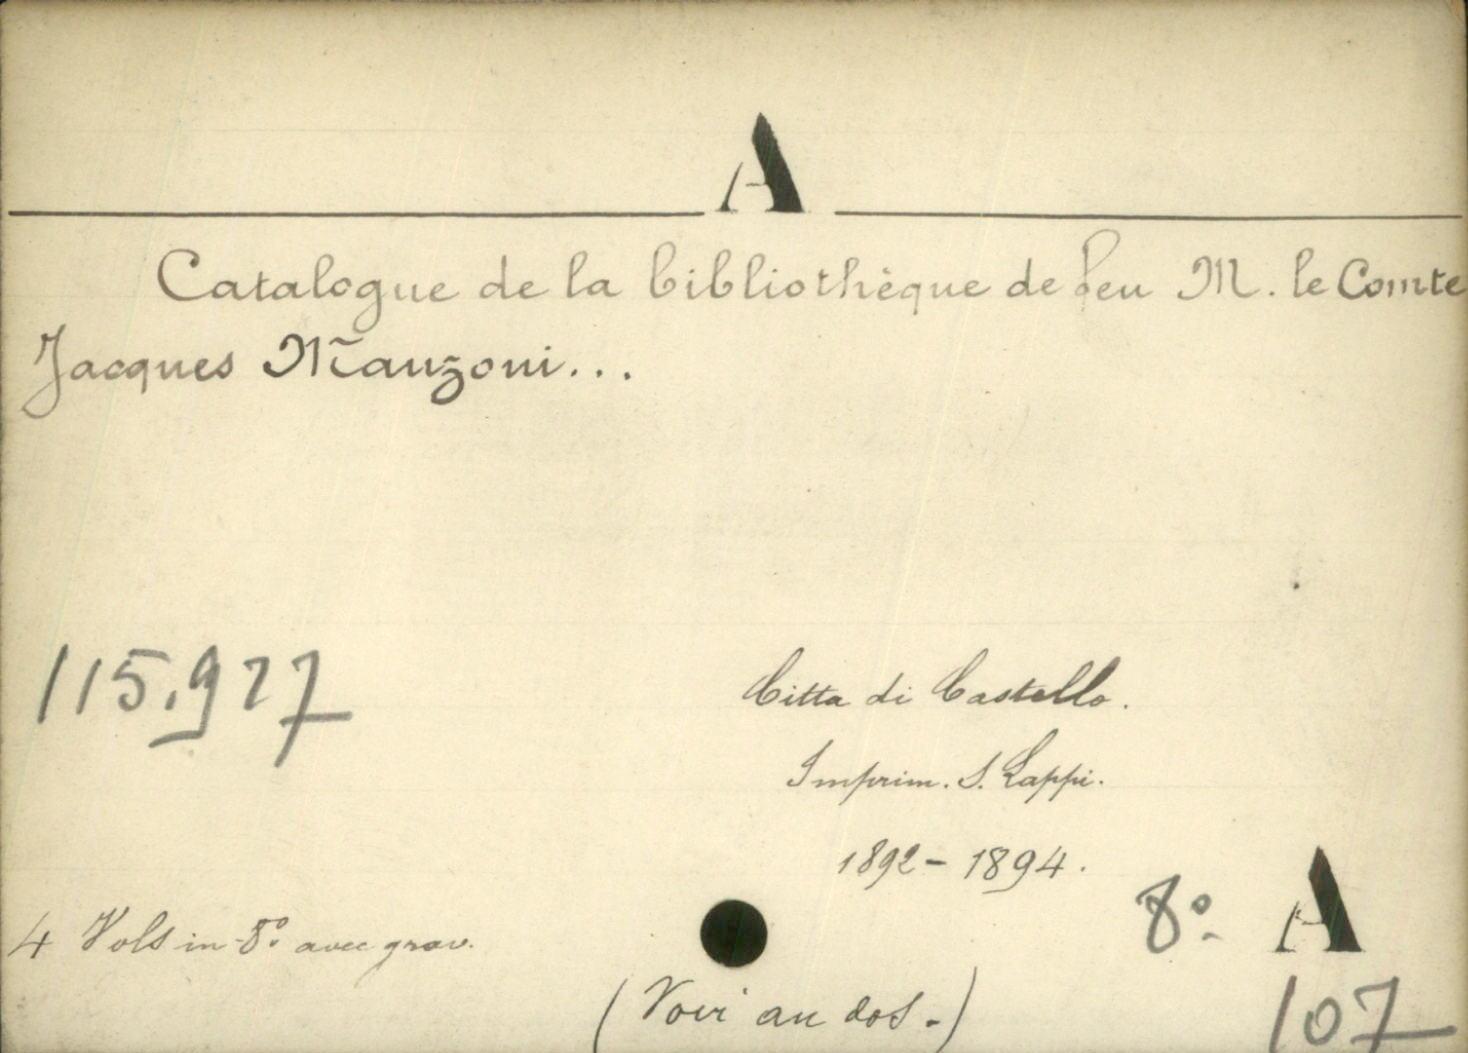 A
Catalogue de la bibliothèque de feu M. le Comte
Jacques Manzoni...
115.927
Citta di Castello.
Imprim. S. Lappi.
1892 - 1894.
8° A
4 Vols in-8° avec grav.
(Voir au dos.)
107